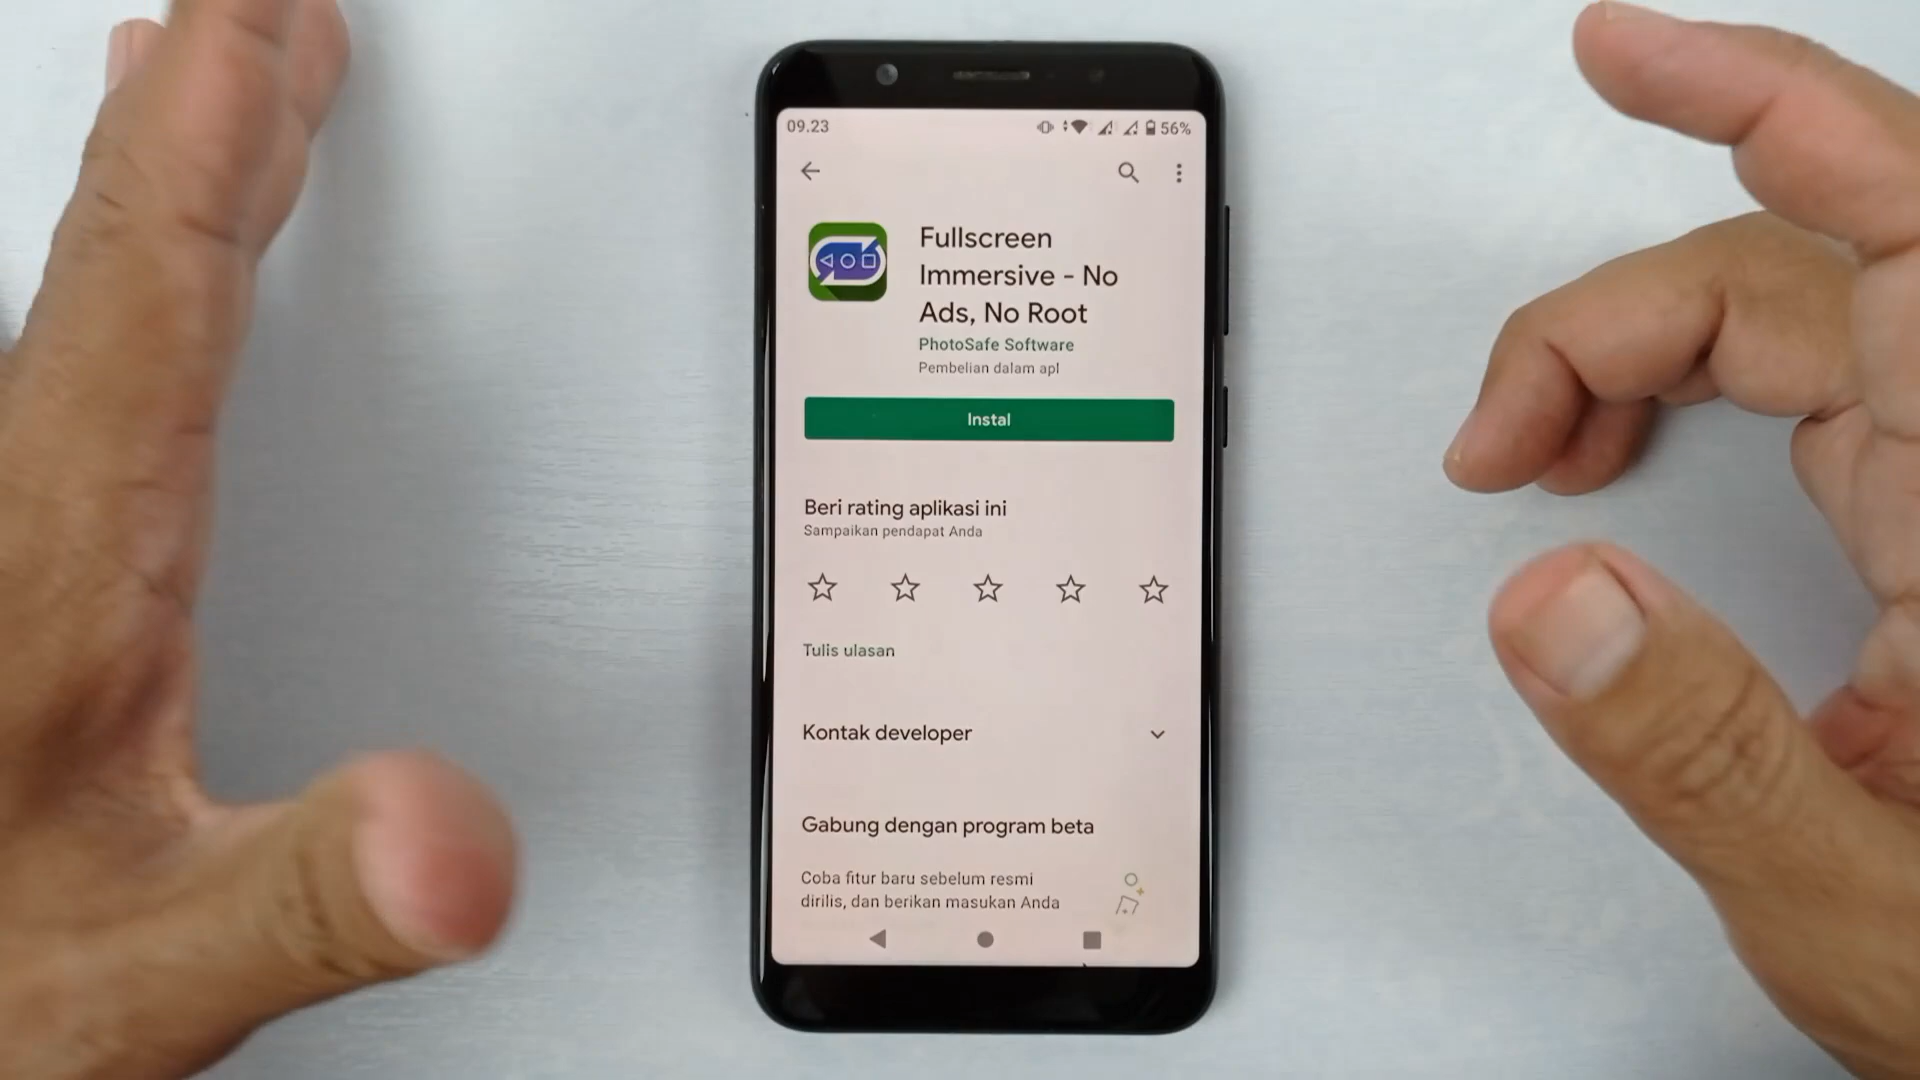 09.23
56%
Fullscreen
Immersive - No
Ads, No Root
PhotoSafe Software
Pembelian dalam apl
Instal
Beri rating aplikasi ini
Sampaikan pendapat Anda
Tulis ulasan
Kontak developer
Gabung dengan program beta
Coba fitur baru sebelum resmi
dirilis, dan berikan masukan Anda